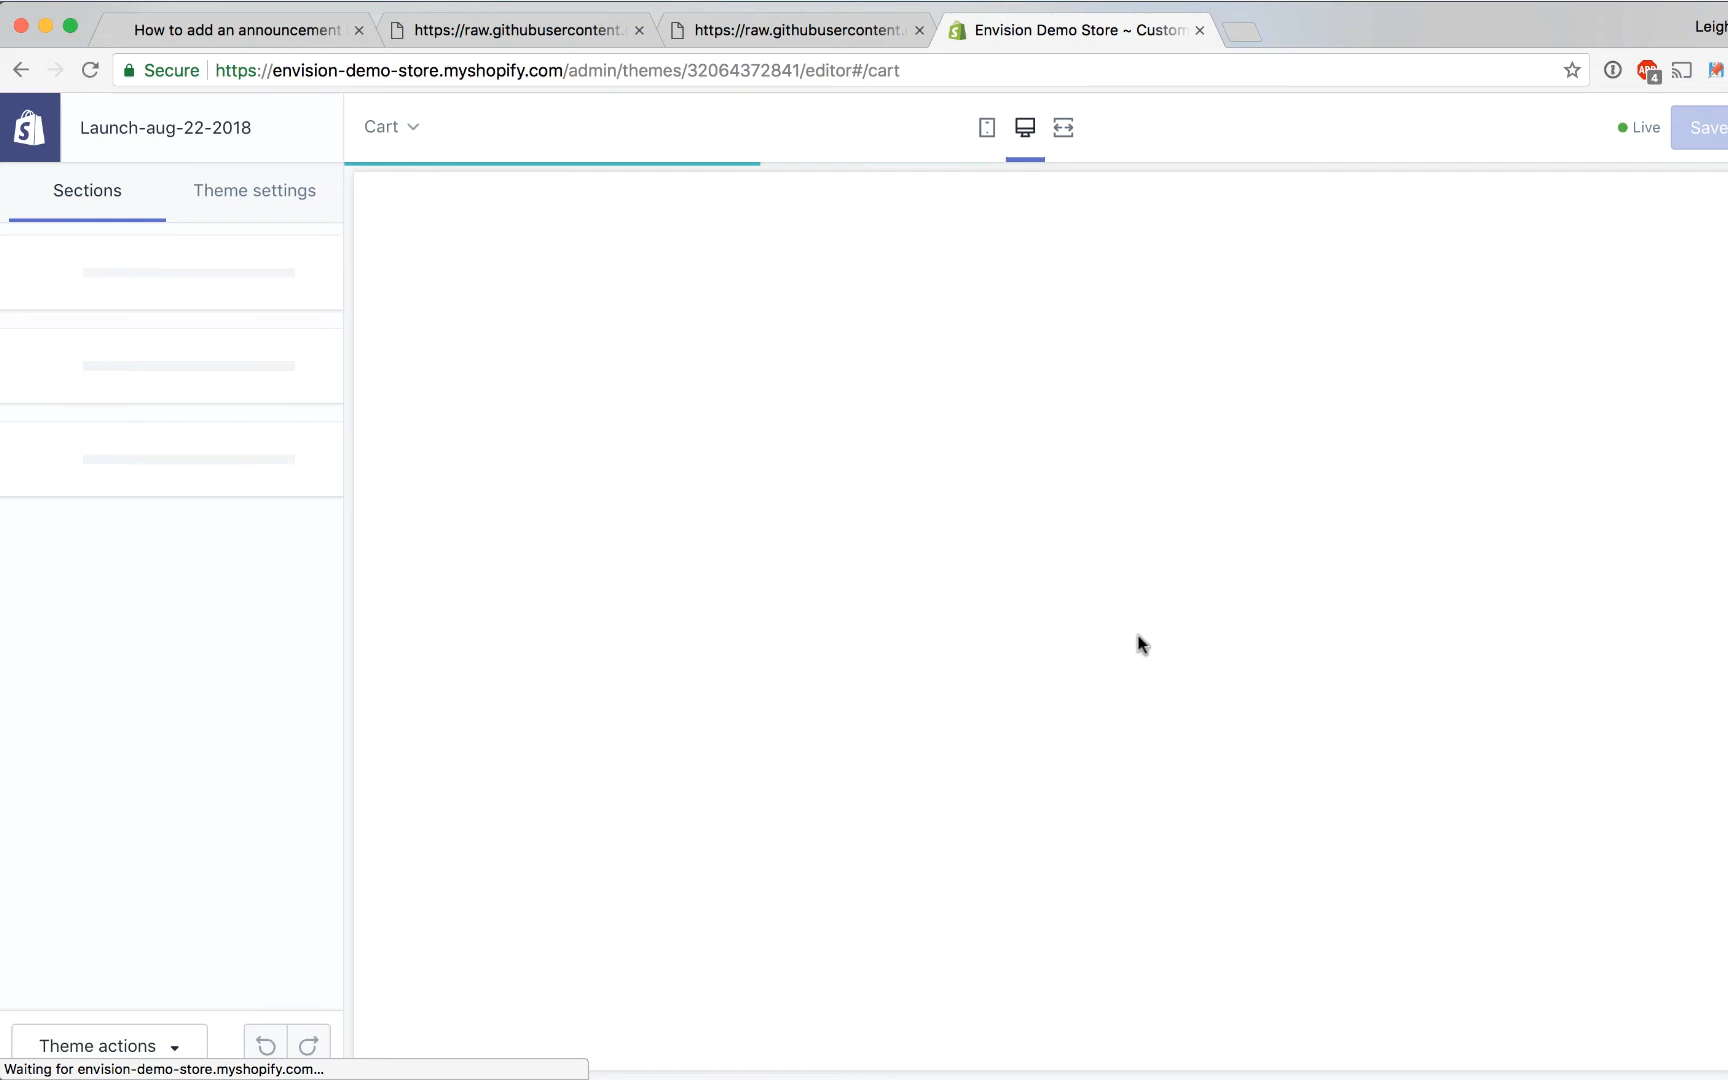 How to add an announcement
https://raw.githubusercontent.
https://raw.githubusercontent.
Envision Demo Store ~ Custom
Leigh
Secure
https://envision-demo-store.myshopify.com/admin/themes/32064372841/editor#/cart
4
Launch-aug-22-2018
Cart
Live
Save
Sections
Theme settings
Theme actions
Waiting for envision-demo-store.myshopify.com...